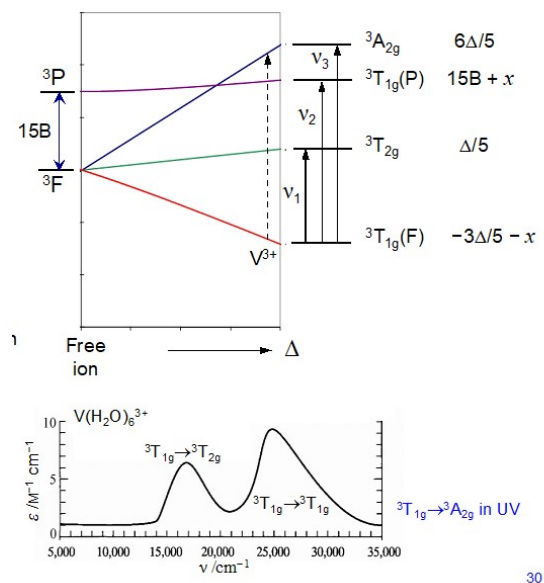 ³A₂g 6Δ/5
ν₃
³P ³T₁g(P) 15B + x
ν₂
15B
³T₂g Δ/5
³F
ν₁
³T₁g(F) −3Δ/5 − x
V³⁺
Free ion Δ
V(H₂O)₆³⁺
10
³T₁g→³T₂g
ε /M⁻¹ cm⁻¹
5
³T₁g→³T₁g
³T₁g→³A₂g in UV
0
5,000 10,000 15,000 20,000 25,000 30,000 35,000
ν /cm⁻¹
30